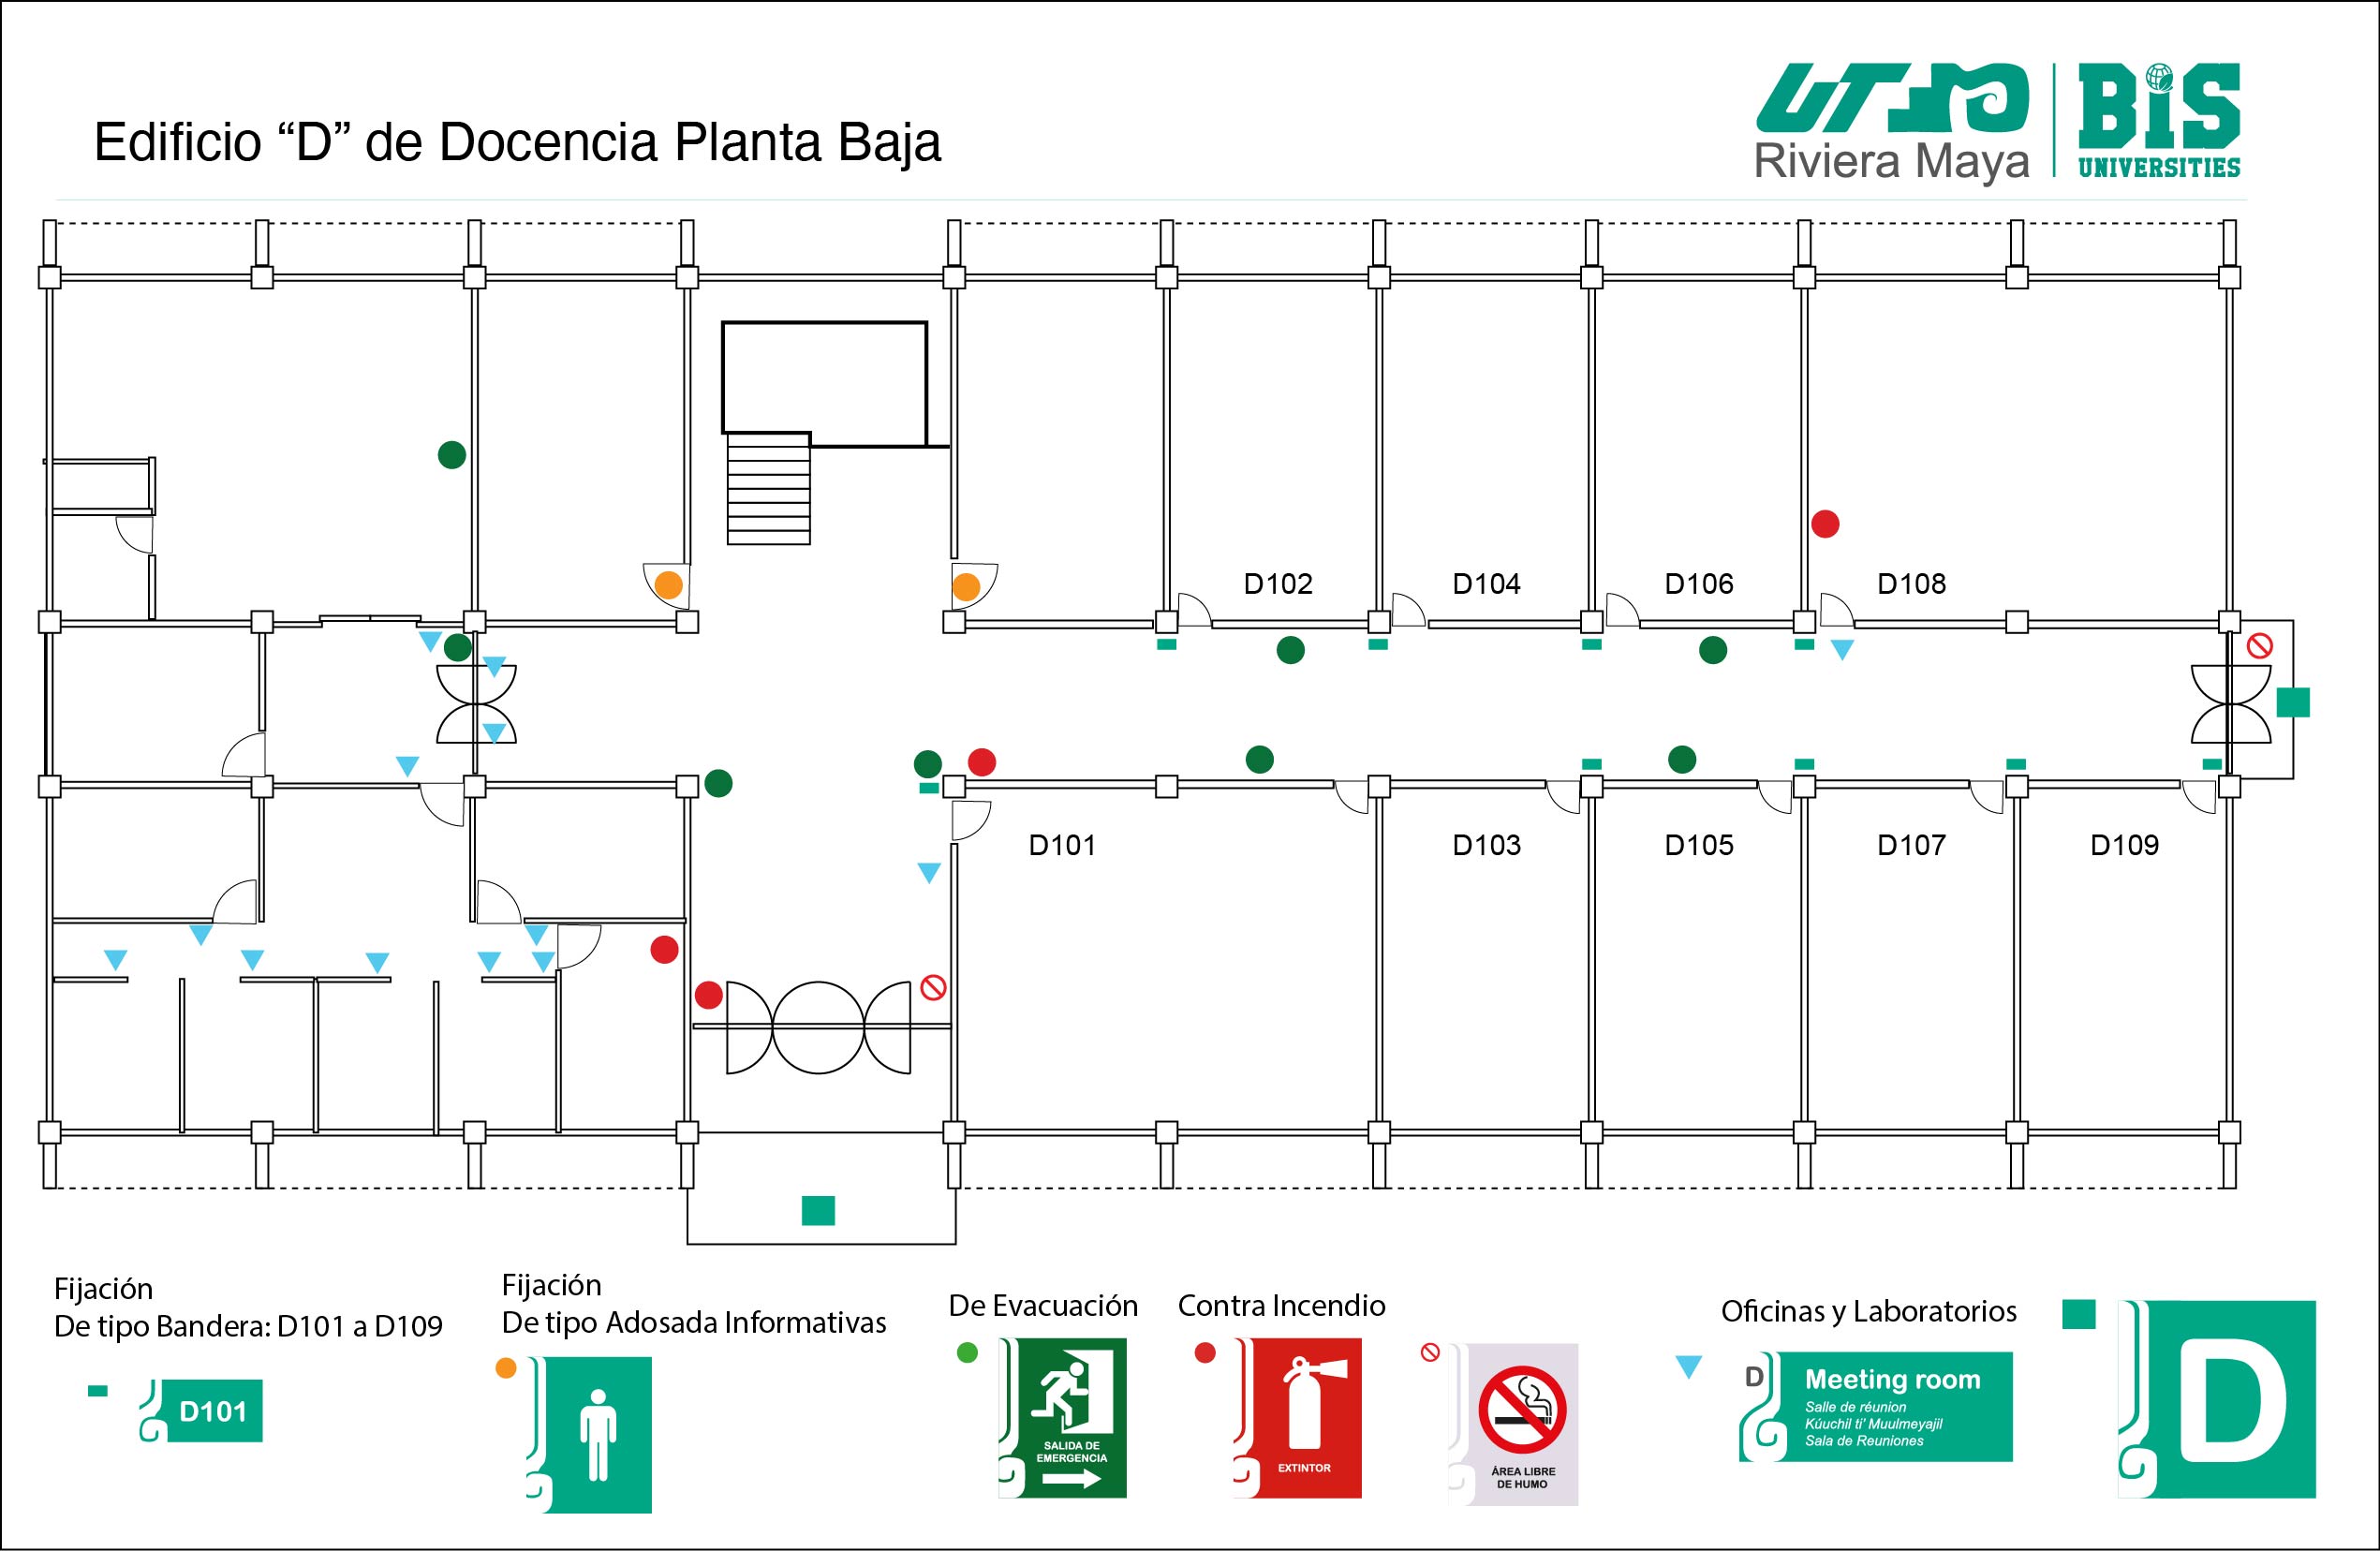 UT
Riviera Maya
BIS
UNIVERSITIES
Edificio “D” de Docencia Planta Baja
D102
D104
D106
D108
D101
D103
D105
D107
D109
Fijación
De tipo Bandera: D101 a D109
D101
Fijación
De tipo Adosada Informativas
De Evacuación
SALIDA DE
EMERGENCIA
Contra Incendio
EXTINTOR
ÁREA LIBRE
DE HUMO
Oficinas y Laboratorios
D
Meeting room
Salle de réunion
Kúuchil ti' Muulmeyajil
Sala de Reuniones
D